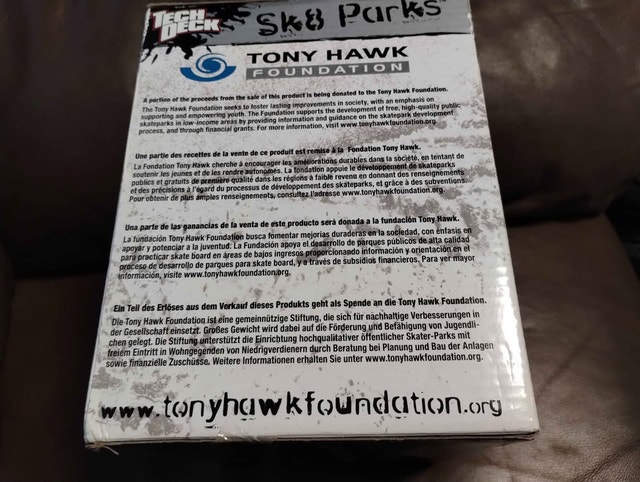 TECH DECK
Sk8 Parks
TONY HAWK
FOUNDATION
A portion of the proceeds from the sale of this product is being donated to the Tony Hawk Foundation.
The Tony Hawk Foundation seeks to foster lasting improvements in society, with an emphasis on
supporting and empowering youth. The Foundation supports the development of free, high-quality public
skateparks in low-income areas by providing information and guidance on the skatepark development
process, and through financial grants. For more information, visit www.tonyhawkfoundation.org.
Une partie des recettes de la vente de ce produit est remise à la Fondation Tony Hawk.
La Fondation Tony Hawk cherche à encourager les améliorations durables dans la société, en tentant de
soutenir les jeunes et de les rendre autonomes. La fondation appuie le développement de skateparks
publics et gratuits de première qualité dans les régions à faible revenu en donnant des renseignements
et des précisions à l'égard du processus de développement des skateparks, et grâce à des subventions.
Pour obtenir de plus amples renseignements, consultez l'adresse www.tonyhawkfoundation.org.
Una parte de las ganancias de la venta de este producto será donada a la fundación Tony Hawk.
La fundación Tony Hawk Foundation busca fomentar mejorías duraderas en la sociedad, con énfasis en
apoyar y potenciar a la juventud. La Fundación apoya el desarrollo de parques públicos de alta calidad
para practicar skate board en áreas de bajos ingresos proporcionando información y orientación en el
proceso de desarrollo de parques para skate board, y a través de subsidios financieros. Para ver mayor
información, visite www.tonyhawkfoundation.org.
Ein Teil des Erlöses aus dem Verkauf dieses Produkts geht als Spende an die Tony Hawk Foundation.
Die Tony Hawk Foundation ist eine gemeinnützige Stiftung, die sich für nachhaltige Verbesserungen in
der Gesellschaft einsetzt. Großes Gewicht wird dabei auf die Förderung und Befähigung von Jugendli-
chen gelegt. Die Stiftung unterstützt die Einrichtung hochqualitativer öffentlicher Skater-Parks mit
freiem Eintritt in Wohngegenden von Niedrigverdienern durch Beratung bei Planung und Bau der Anlagen
sowie finanzielle Zuschüsse. Weitere Informationen erhalten Sie unter www.tonyhawkfoundation.org.
www.tonyhawkfoundation.org